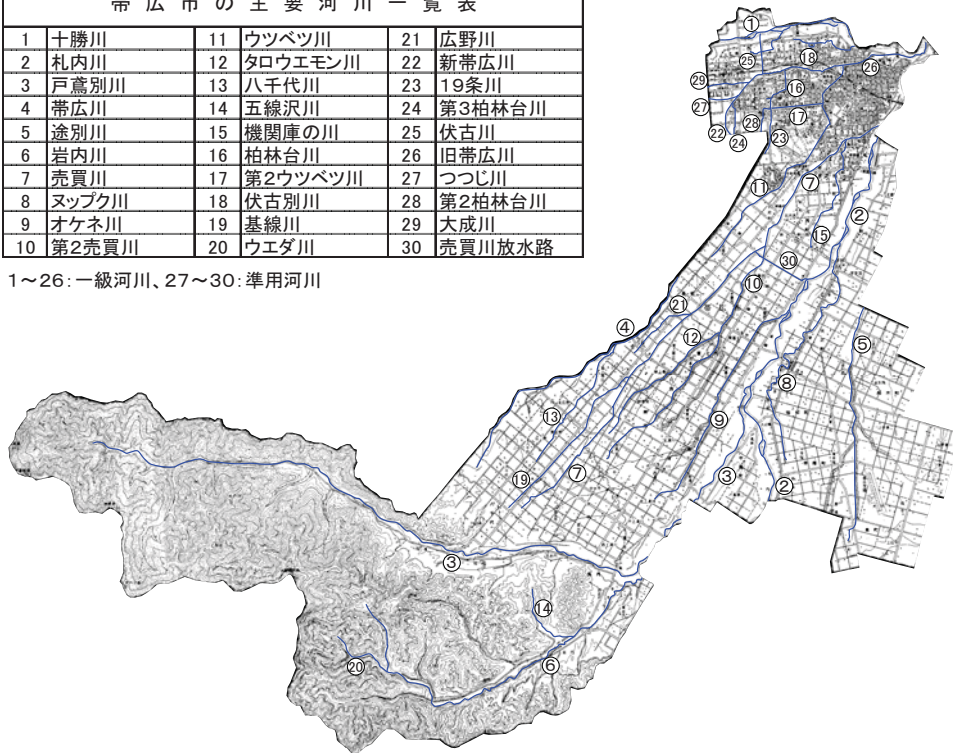 帯広市の主要河川一覧表
1 十勝川 11 ウツベツ川 21 広野川
2 札内川 12 タロウエモン川 22 新帯広川
3 戸蔦別川 13 八千代川 23 19条川
4 帯広川 14 五線沢川 24 第3柏林台川
5 途別川 15 機関庫の川 25 伏古川
6 岩内川 16 柏林台川 26 旧帯広川
7 売買川 17 第2ウツベツ川 27 つつじ川
8 ヌップク川 18 伏古別川 28 第2柏林台川
9 オケネ川 19 基線川 29 大成川
10 第2売買川 20 ウエダ川 30 売買川放水路
1~26:一級河川、27~30:準用河川
①
⑱
㉕
㉖
㉙
⑯
㉗
⑰
㉘
㉒
㉔
㉓
⑪
⑦
②
⑮
㉚
⑩
㉑
④
⑫
⑤
⑧
⑬
⑨
⑲
⑦
③
②
③
⑭
⑳
⑥